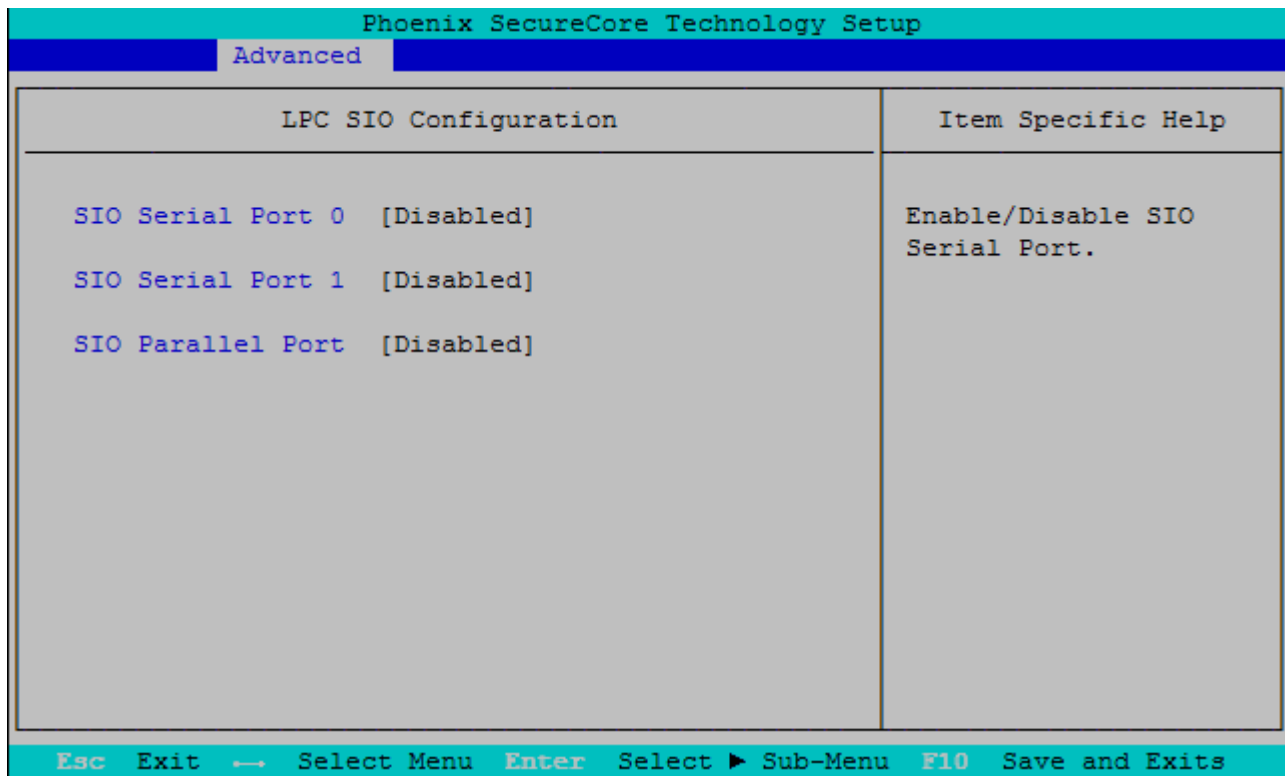 Phoenix SecureCore Technology Setup
Advanced
LPC SIO Configuration
Item Specific Help
SIO Serial Port 0 [Disabled]
SIO Serial Port 1 [Disabled]
SIO Parallel Port [Disabled]
Enable/Disable SIO
Serial Port.
Esc Exit ↔ Select Menu Enter Select ▶ Sub-Menu F10 Save and Exits